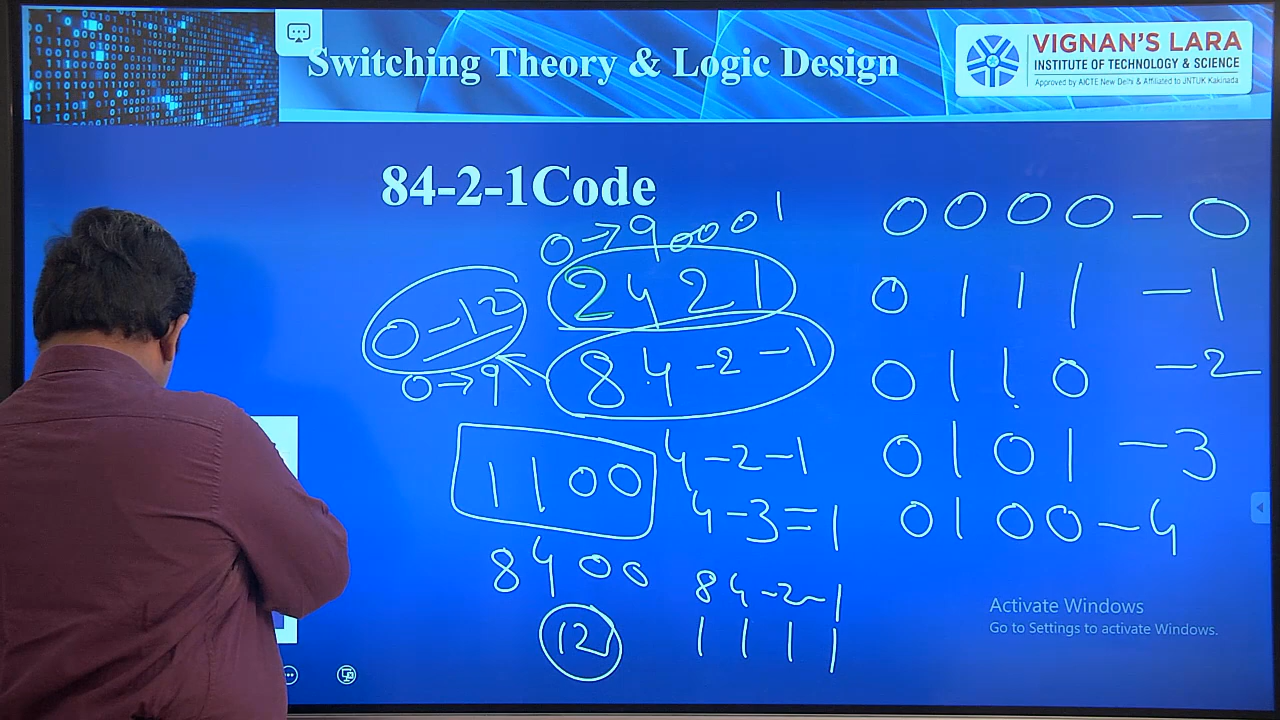 Switching Theory & Logic Design
VIGNAN'S LARA
INSTITUTE OF TECHNOLOGY & SCIENCE
Approved by AICTE New Delhi & Affiliated to JNTUK Kakinada
84-2-1Code
0→9 0001
2421
0-12
0→9
84-2-1
1100
8400
12
4-2-1
4-3=1
84-2-1
1111
0000-0
0111-1
0110-2
0101-3
0100-4
Activate Windows
Go to Settings to activate Windows.